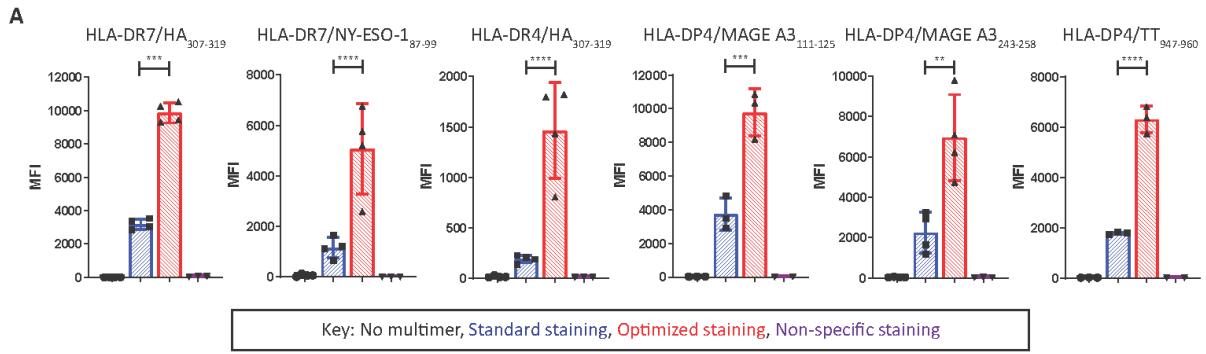 A
HLA-DR7/HA307-319
HLA-DR7/NY-ESO-187-99
HLA-DR4/HA307-319
HLA-DP4/MAGE A3111-125
HLA-DP4/MAGE A3243-258
HLA-DP4/TT947-960
***
****
****
***
**
****
MFI
12000
10000
8000
6000
4000
2000
0
MFI
8000
6000
4000
2000
0
MFI
2000
1500
1000
500
0
MFI
12000
10000
8000
6000
4000
2000
0
MFI
10000
8000
6000
4000
2000
0
MFI
8000
6000
4000
2000
0
Key: No multimer, Standard staining, Optimized staining, Non-specific staining